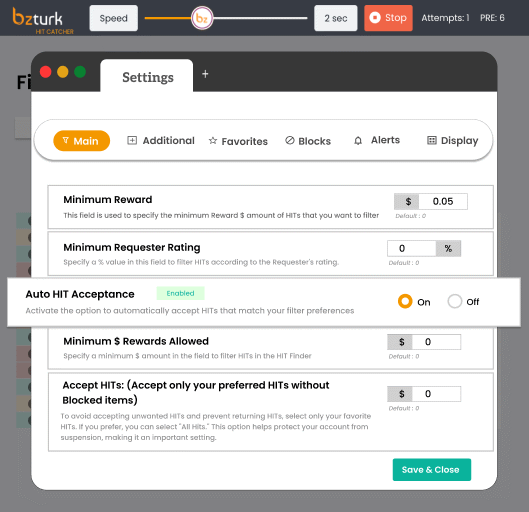 bzturk
HIT CATCHER
Speed
bz
2 sec
Stop
Attempts: 1
PRE: 6
Fi
Settings
+
Main
Additional
Favorites
Blocks
Alerts
Display
Minimum Reward
$ 0.05
This field is used to specify the minimum Reward $ amount of HITs that you want to filter
Default : 0
Minimum Requester Rating
0 %
Specify a % value in this field to filter HITs according to the Requester's rating.
Default : 0
Auto HIT Acceptance
Enabled
On
Off
Activate the option to automatically accept HITs that match your filter preferences
Minimum $ Rewards Allowed
$ 0
Specify a minimum $ amount in the field to filter HITs in the HIT Finder
Default : 0
Accept HITs: (Accept only your preferred HITs without
Blocked items)
$ 0
Default : 0
To avoid accepting unwanted HITs and prevent returning HITs, select only your favorite
HITs. if you prefer, you can select "All Hits." This option helps protect your account from
suspension, making it an important setting.
Save & Close